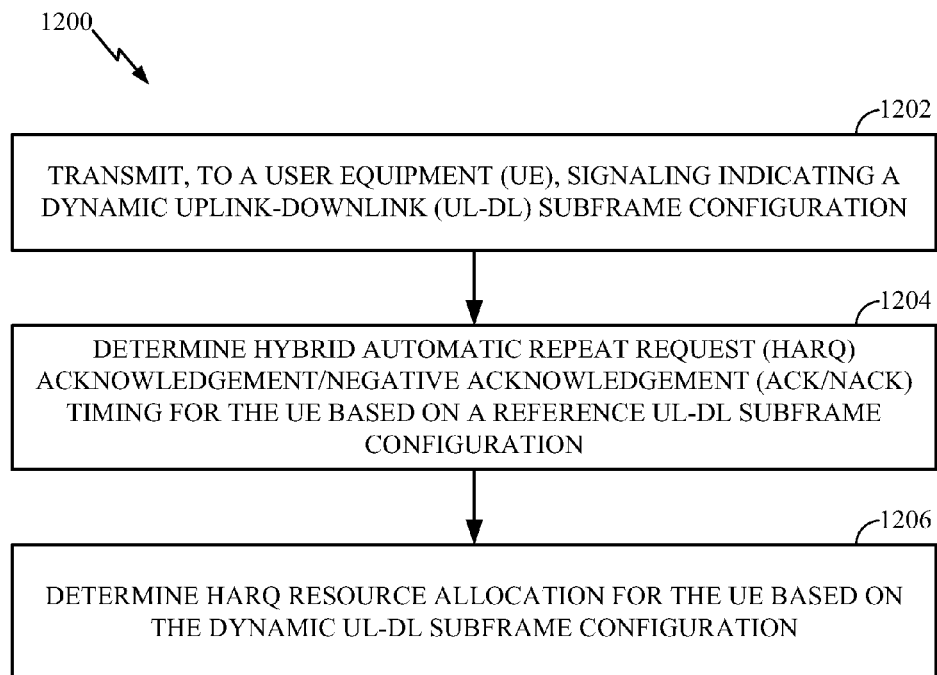 1200
1202
TRANSMIT, TO A USER EQUIPMENT (UE), SIGNALING INDICATING A
DYNAMIC UPLINK-DOWNLINK (UL-DL) SUBFRAME CONFIGURATION
1204
DETERMINE HYBRID AUTOMATIC REPEAT REQUEST (HARQ)
ACKNOWLEDGEMENT/NEGATIVE ACKNOWLEDGEMENT (ACK/NACK)
TIMING FOR THE UE BASED ON A REFERENCE UL-DL SUBFRAME
CONFIGURATION
1206
DETERMINE HARQ RESOURCE ALLOCATION FOR THE UE BASED ON
THE DYNAMIC UL-DL SUBFRAME CONFIGURATION